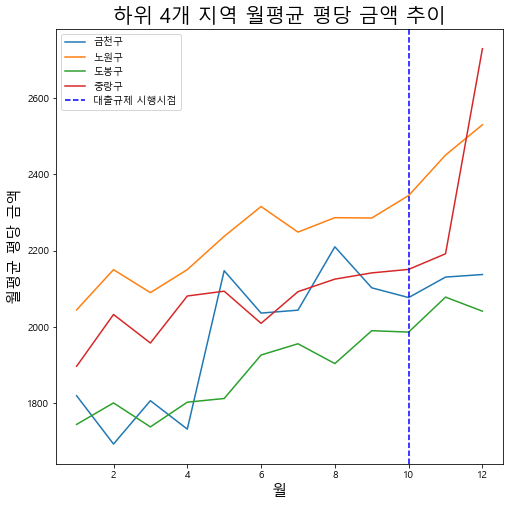 하위 4개 지역 월평균 평당 금액 추이
금천구
노원구
도봉구
중랑구
대출규제 시행시점
월평균 평당 금액
2600
2400
2200
2000
1800
2 4 6 8 10 12
월